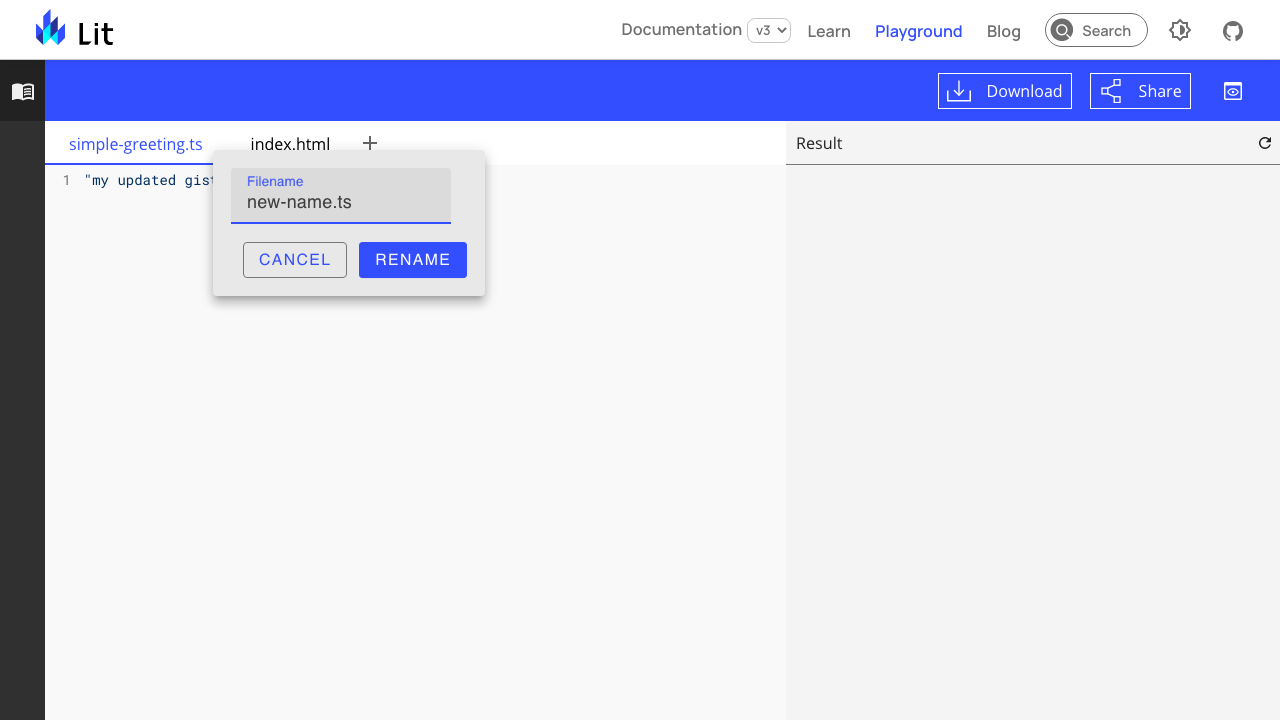 Lit
Documentation v3 Learn Playground Blog Search
Download Share
simple-greeting.ts index.html + Result
1 "my updated gist
Filename
new-name.ts
CANCEL RENAME